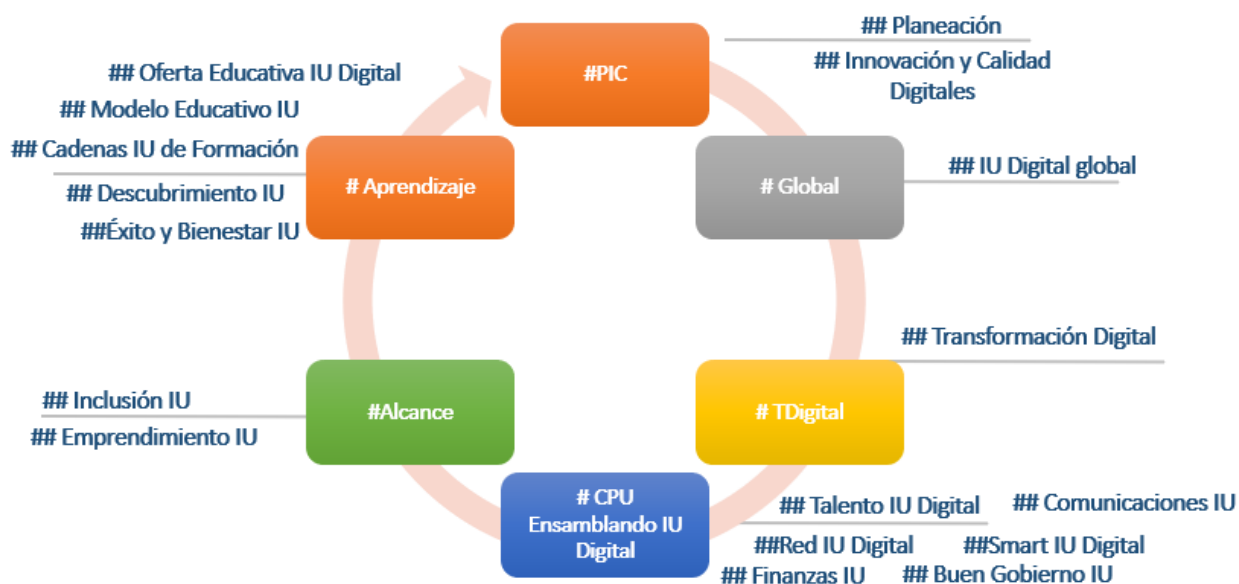 #PIC
## Planeación
## Innovación y Calidad
Digitales
# Global
## IU Digital global
# TDigital
## Transformación Digital
# CPU
Ensamblando IU
Digital
## Talento IU Digital
## Comunicaciones IU
##Red IU Digital
##Smart IU Digital
## Finanzas IU
## Buen Gobierno IU
#Alcance
## Inclusión IU
## Emprendimiento IU
# Aprendizaje
## Oferta Educativa IU Digital
## Modelo Educativo IU
## Cadenas IU de Formación
## Descubrimiento IU
##Éxito y Bienestar IU